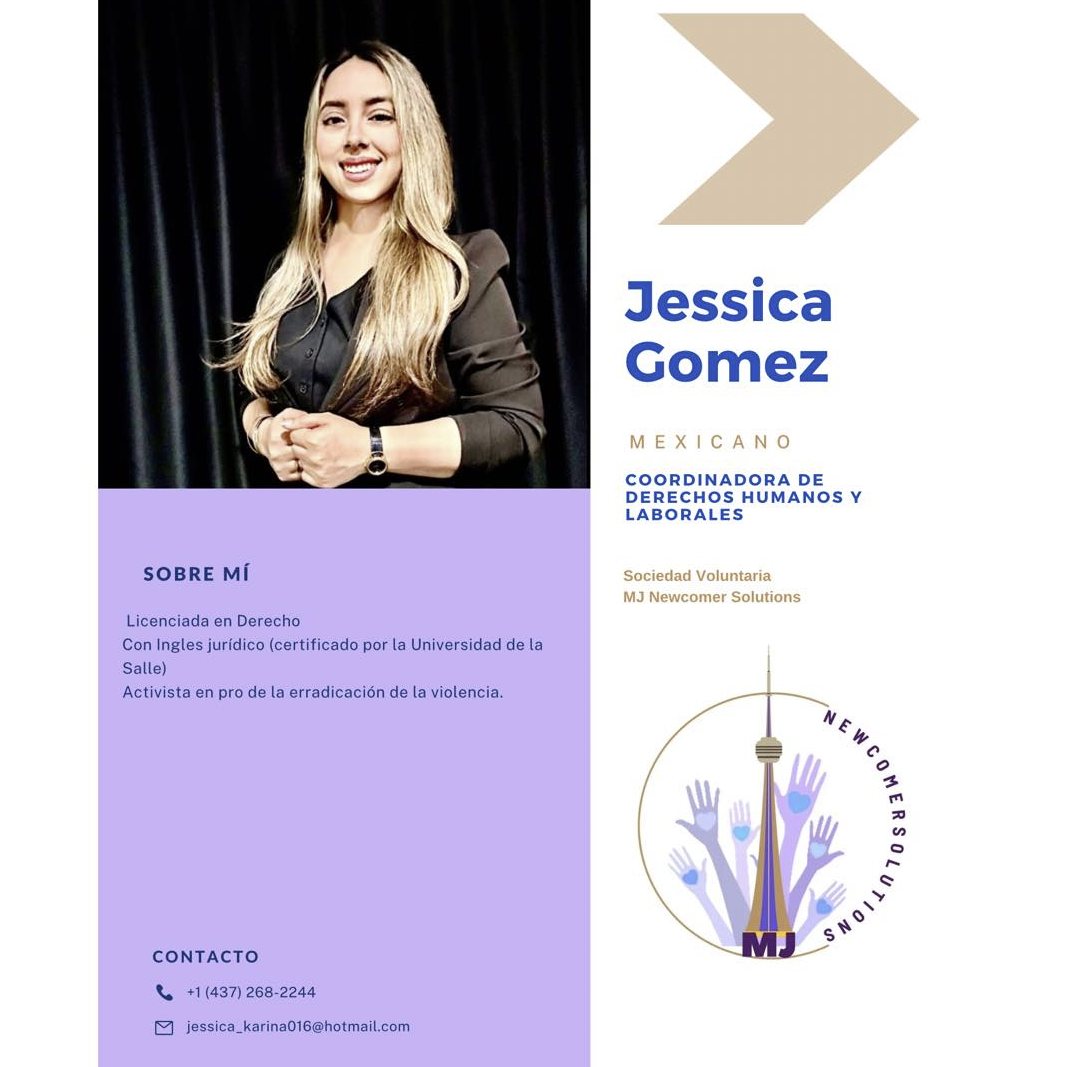 Jessica
Gomez
MEXICANO
COORDINADORA DE
DERECHOS HUMANOS Y
LABORALES
Sociedad Voluntaria
MJ Newcomer Solutions
NEWCOMERSOLUTIONS
MJ
SOBRE MÍ
Licenciada en Derecho
Con Ingles jurídico (certificado por la Universidad de la
Salle)
Activista en pro de la erradicación de la violencia.
CONTACTO
+1 (437) 268-2244
jessica_karina016@hotmail.com